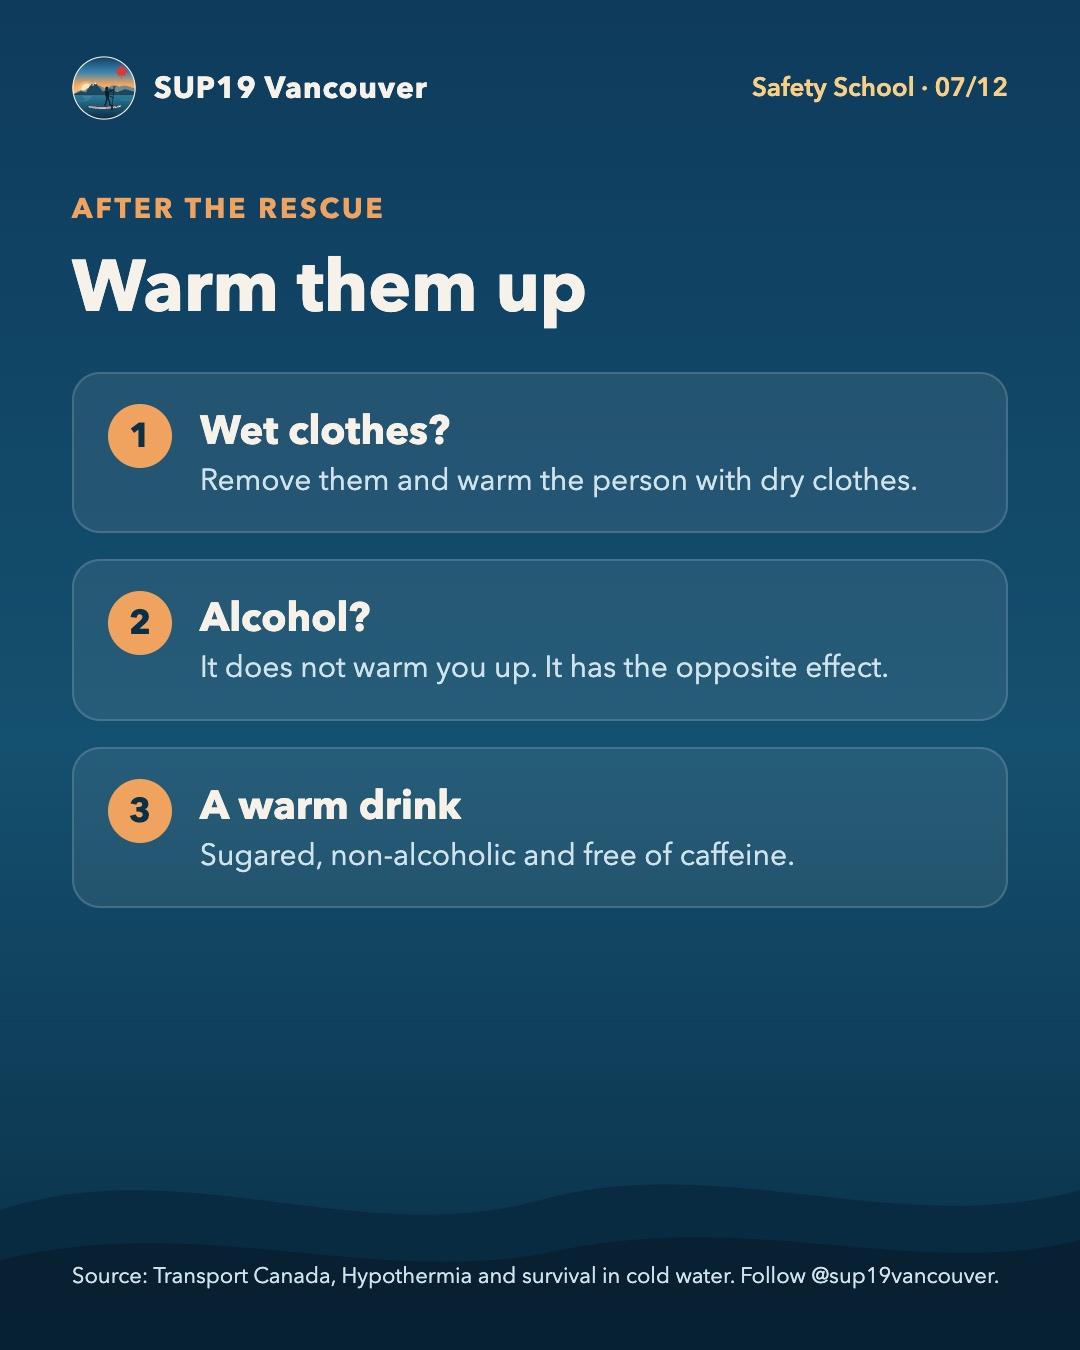 SUP19 Vancouver
Safety School · 07/12
AFTER THE RESCUE
Warm them up
1
Wet clothes?
Remove them and warm the person with dry clothes.
2
Alcohol?
It does not warm you up. It has the opposite effect.
3
A warm drink
Sugared, non-alcoholic and free of caffeine.
Source: Transport Canada, Hypothermia and survival in cold water. Follow @sup19vancouver.